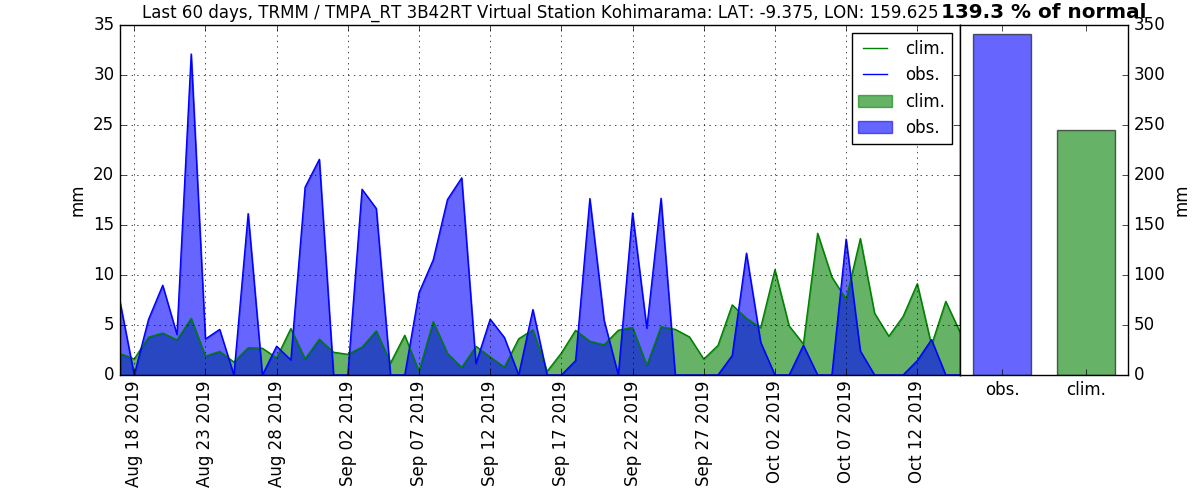 Last 60 days, TRMM / TMPA_RT 3B42RT Virtual Station Kohimarama: LAT: -9.375, LON: 159.625
139.3 % of normal
35
30
25
20
15
10
5
0
mm
clim.
obs.
clim.
obs.
350
300
250
200
150
100
50
0
mm
Aug 18 2019
Aug 23 2019
Aug 28 2019
Sep 02 2019
Sep 07 2019
Sep 12 2019
Sep 17 2019
Sep 22 2019
Sep 27 2019
Oct 02 2019
Oct 07 2019
Oct 12 2019
obs.
clim.